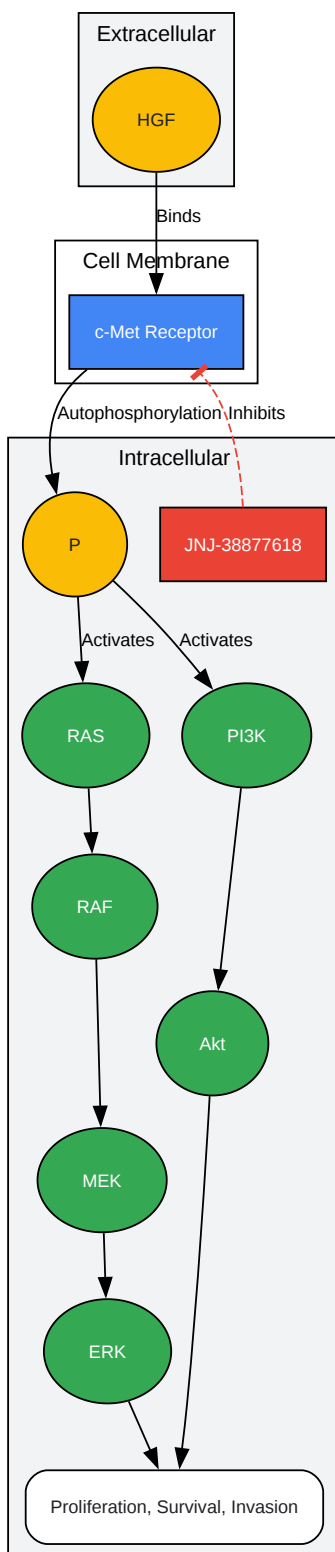 Extracellular
HGF
Binds
Cell Membrane
c-Met Receptor
Autophosphorylation
Inhibits
Intracellular
P
JNJ-38877618
Activates
Activates
RAS
PI3K
RAF
Akt
MEK
ERK
Proliferation, Survival, Invasion